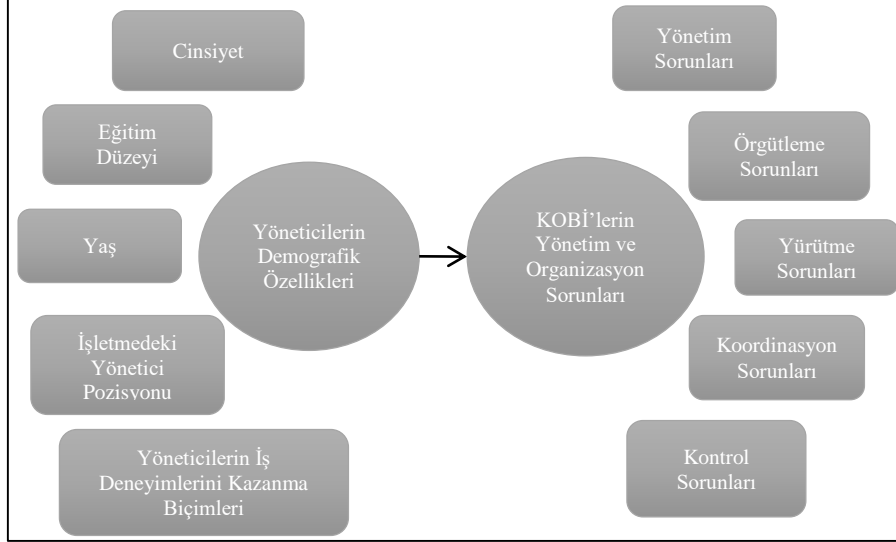 Cinsiyet
Eğitim
Düzeyi
Yaş
İşletmedeki
Yönetici
Pozisyonu
Yöneticilerin İş
Deneyimlerini Kazanma
Biçimleri
Yöneticilerin
Demografik
Özellikleri
KOBİ’lerin
Yönetim ve
Organizasyon
Sorunları
Yönetim
Sorunları
Örgütleme
Sorunları
Yürütme
Sorunları
Koordinasyon
Sorunları
Kontrol
Sorunları